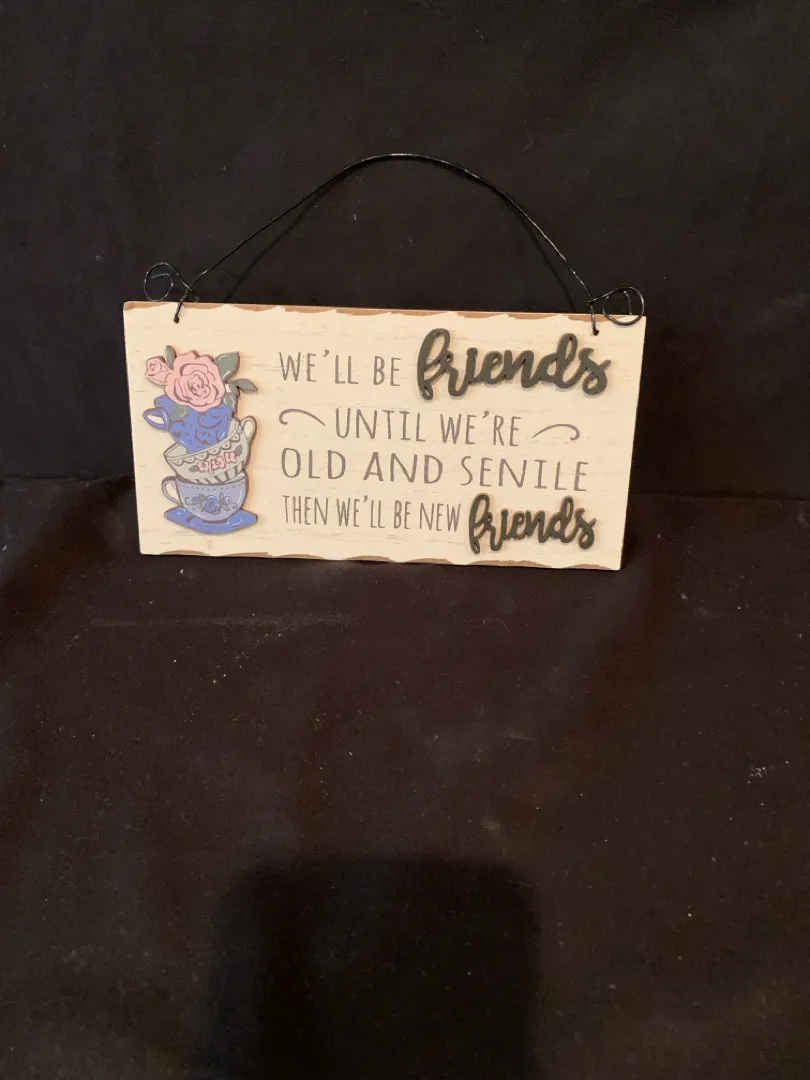 WE'LL BE friends
UNTIL WE'RE
OLD AND SENILE
THEN WE'LL BE NEW friends